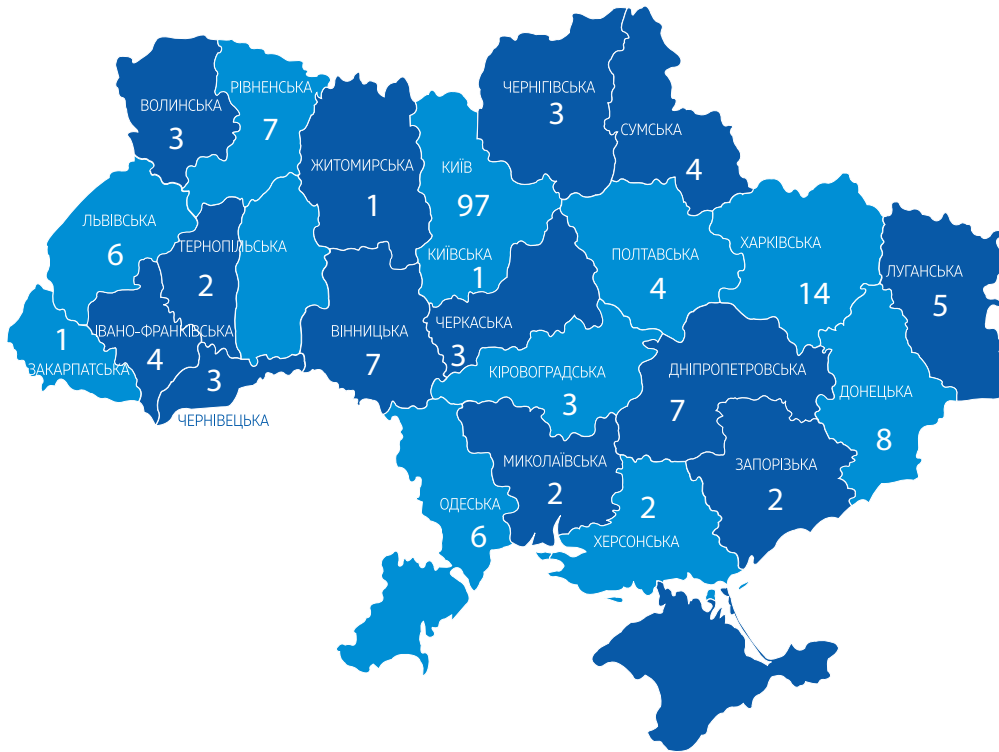 ВОЛИНСЬКА
3
РІВНЕНСЬКА
7
ЖИТОМИРСЬКА
1
КИЇВ
97
КИЇВСЬКА
1
ЧЕРНІГІВСЬКА
3
СУМСЬКА
4
ЛЬВІВСЬКА
6
ТЕРНОПІЛЬСЬКА
2
ІВАНО-ФРАНКІВСЬКА
4
1
ЗАКАРПАТСЬКА
3
ЧЕРНІВЕЦЬКА
ВІННИЦЬКА
7
ЧЕРКАСЬКА
3
ПОЛТАВСЬКА
4
ХАРКІВСЬКА
14
ЛУГАНСЬКА
5
КІРОВОГРАДСЬКА
3
ДНІПРОПЕТРОВСЬКА
7
ДОНЕЦЬКА
8
ОДЕСЬКА
6
МИКОЛАЇВСЬКА
2
2
ХЕРСОНСЬКА
ЗАПОРІЗЬКА
2